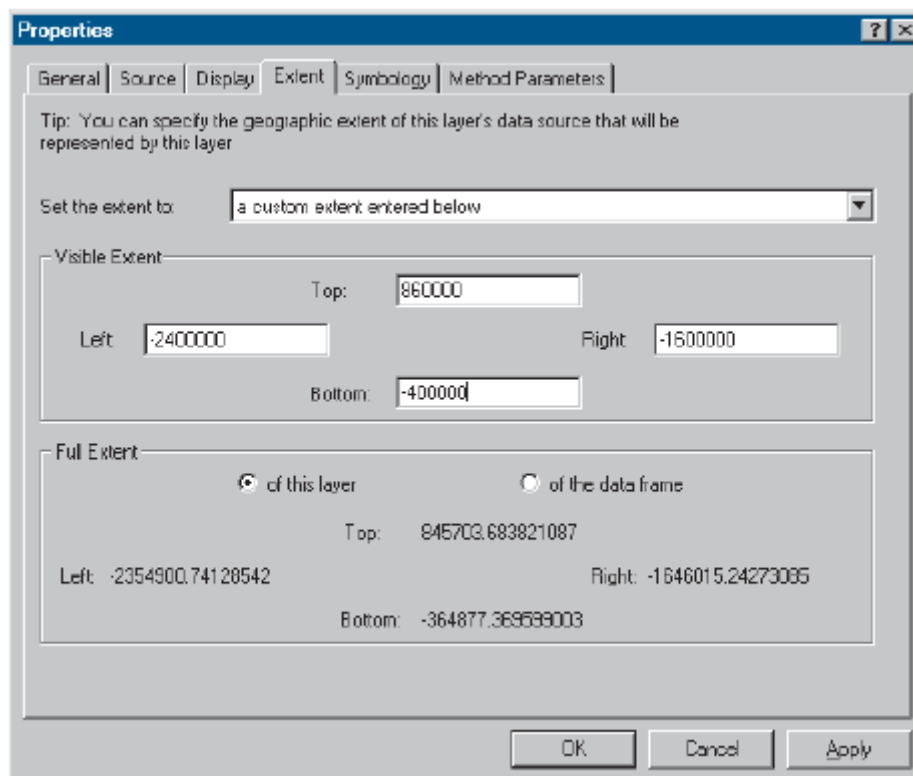 Properties
General Source Display Extent Symbology Method Parameters
Tip: You can specify the geographic extent of this layer's data source that will be
represented by this layer
Set the extent to: a custom extent entered below
Visible Extent
Top: 860000
Left: -2400000 Right: -1600000
Bottom: -400000
Full Extent
of this layer of the data frame
Top: 845703.683821087
Left: -2354900.74128542 Right: -1646015.24273085
Bottom: -364877.369599003
OK Cancel Apply